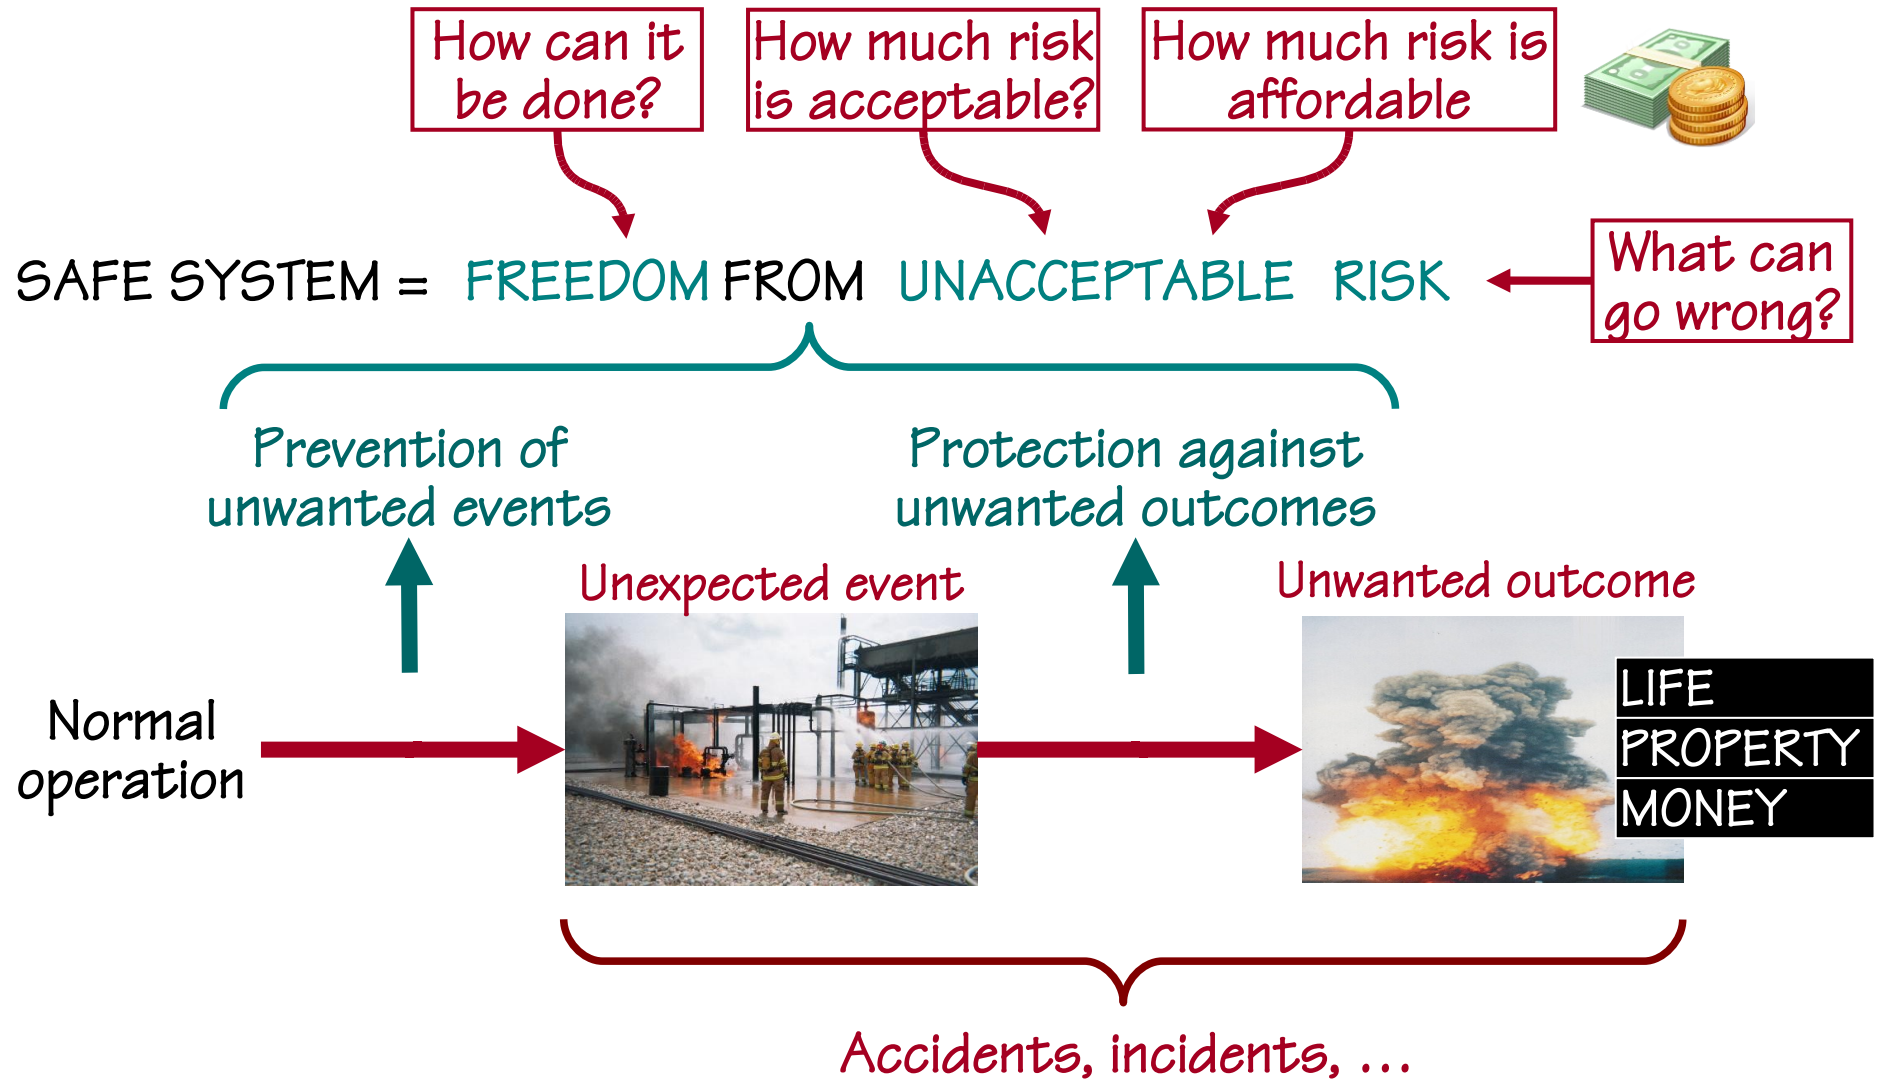 How can it
be done?
How much risk
is acceptable?
How much risk is
affordable
SAFE SYSTEM = FREEDOM FROM UNACCEPTABLE RISK
What can
go wrong?
Prevention of
unwanted events
Protection against
unwanted outcomes
Unexpected event
Unwanted outcome
Normal
operation
LIFE
PROPERTY
MONEY
Accidents, incidents, ...